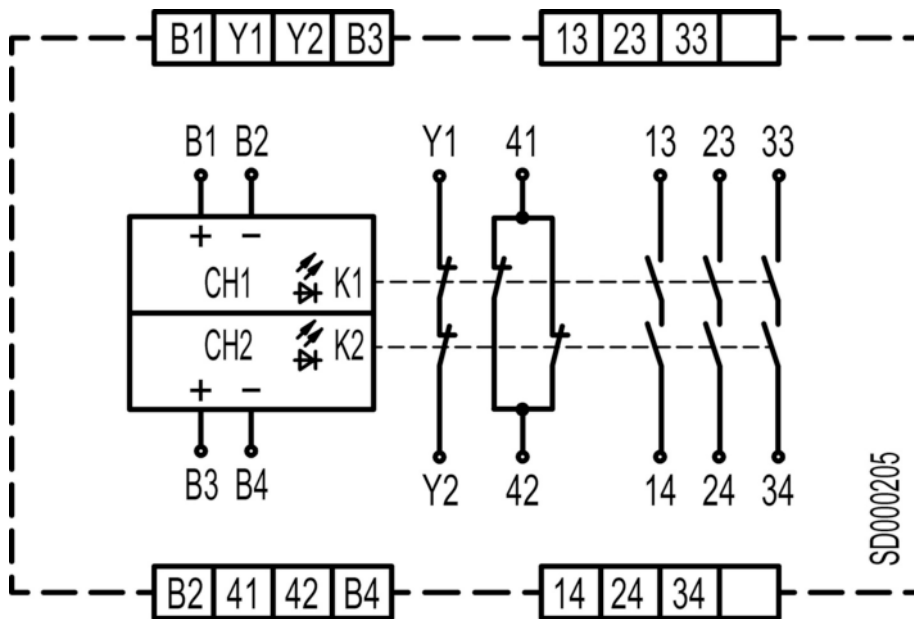 B1 Y1 Y2 B3 13 23 33
B1 B2 Y1 41 13 23 33
+ −
CH1 K1
CH2 K2
+ −
B3 B4 Y2 42 14 24 34
SD000205
B2 41 42 B4 14 24 34